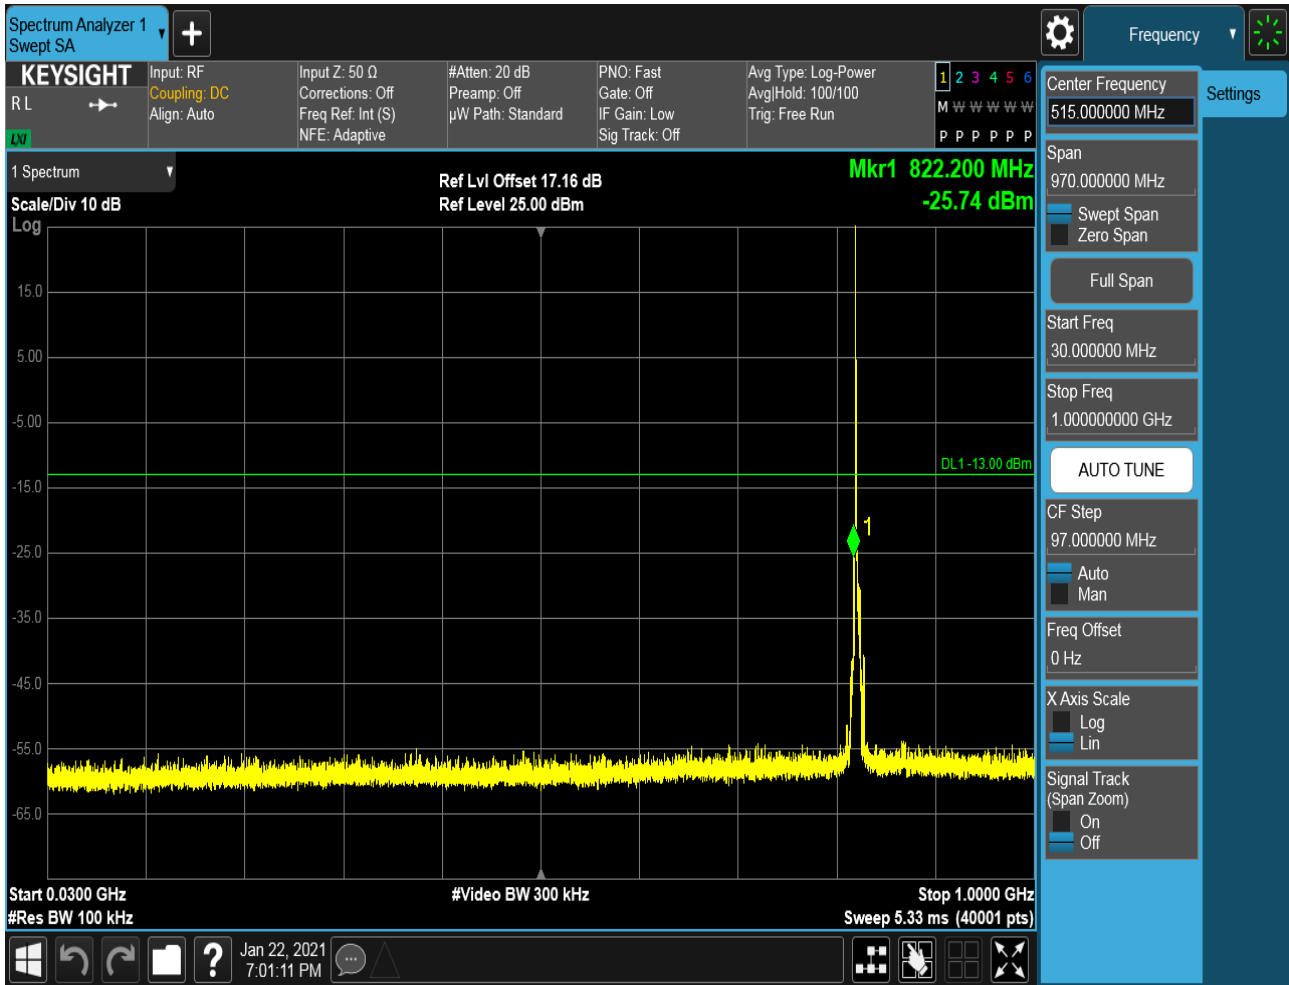 Spectrum Analyzer 1
Swept SA
Frequency
KEYSIGHT
R L
LXI
Input: RF
Coupling: DC
Align: Auto
Input Z: 50 Ω
Corrections: Off
Freq Ref: Int (S)
NFE: Adaptive
#Atten: 20 dB
Preamp: Off
µW Path: Standard
PNO: Fast
Gate: Off
IF Gain: Low
Sig Track: Off
Avg Type: Log-Power
Avg|Hold: 100/100
Trig: Free Run
1 2 3 4 5 6
M W W W W W
P P P P P P
1 Spectrum
Scale/Div 10 dB
Log
Ref Lvl Offset 17.16 dB
Ref Level 25.00 dBm
Mkr1 822.200 MHz
-25.74 dBm
15.0
5.00
-5.00
-15.0
-25.0
-35.0
-45.0
-55.0
-65.0
DL1 -13.00 dBm
1
Start 0.0300 GHz
#Res BW 100 kHz
#Video BW 300 kHz
Stop 1.0000 GHz
Sweep 5.33 ms (40001 pts)
Center Frequency
515.000000 MHz
Settings
Span
970.000000 MHz
Swept Span
Zero Span
Full Span
Start Freq
30.000000 MHz
Stop Freq
1.000000000 GHz
AUTO TUNE
CF Step
97.000000 MHz
Auto
Man
Freq Offset
0 Hz
X Axis Scale
Log
Lin
Signal Track
(Span Zoom)
On
Off
?
Jan 22, 2021
7:01:11 PM